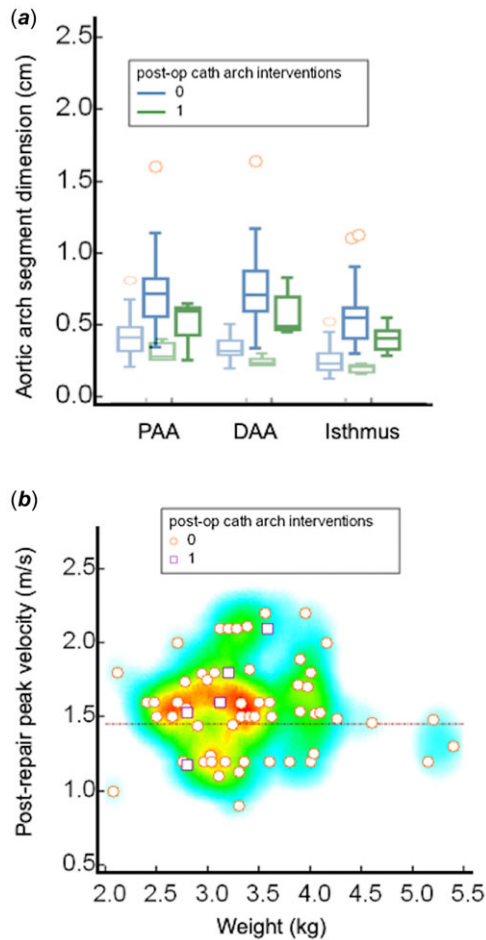 (a)
Aortic arch segment dimension (cm)
2.5
2.0
1.5
1.0
0.5
0.0
post-op cath arch interventions
0
1
PAA DAA Isthmus
(b)
Post-repair peak velocity (m/s)
2.5
2.0
1.5
1.0
0.5
post-op cath arch interventions
0
1
2.0 2.5 3.0 3.5 4.0 4.5 5.0 5.5
Weight (kg)